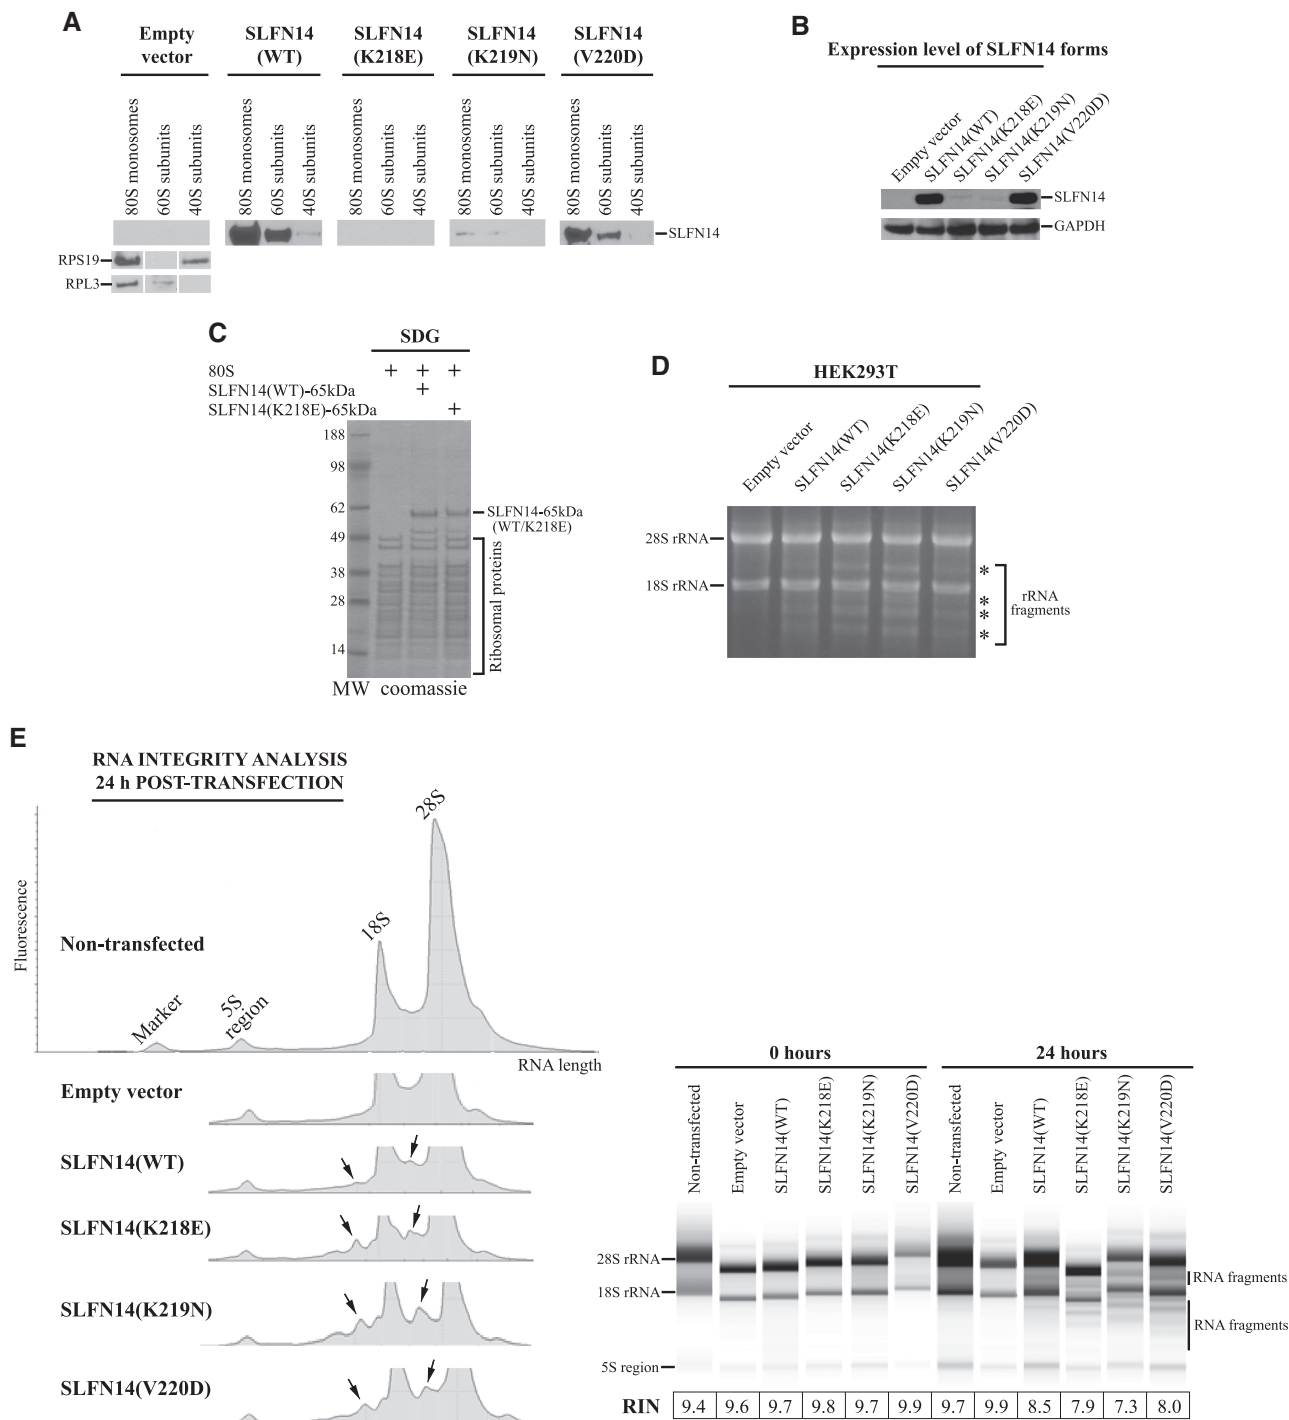 A
Empty vector
SLFN14 (WT)
SLFN14 (K218E)
SLFN14 (K219N)
SLFN14 (V220D)
80S monosomes
60S subunits
40S subunits
80S monosomes
60S subunits
40S subunits
80S monosomes
60S subunits
40S subunits
80S monosomes
60S subunits
40S subunits
80S monosomes
60S subunits
40S subunits
SLFN14
RPS19
RPL3
B
Expression level of SLFN14 forms
Empty vector
SLFN14(WT)
SLFN14(K218E)
SLFN14(K219N)
SLFN14(V220D)
SLFN14
GAPDH
C
SDG
80S + + +
SLFN14(WT)-65kDa +
SLFN14(K218E)-65kDa +
188
98
62
49
38
28
14
SLFN14-65kDa
(WT/K218E)
Ribosomal proteins
MW coomassie
D
HEK293T
Empty vector
SLFN14(WT)
SLFN14(K218E)
SLFN14(K219N)
SLFN14(V220D)
28S rRNA
18S rRNA
*
*
*
*
rRNA
fragments
E
RNA INTEGRITY ANALYSIS
24 h POST-TRANSFECTION
Fluorescence
Non-transfected
Marker
5S region
18S
28S
RNA length
Empty vector
SLFN14(WT)
SLFN14(K218E)
SLFN14(K219N)
SLFN14(V220D)
0 hours
24 hours
Non-transfected
Empty vector
SLFN14(WT)
SLFN14(K218E)
SLFN14(K219N)
SLFN14(V220D)
Non-transfected
Empty vector
SLFN14(WT)
SLFN14(K218E)
SLFN14(K219N)
SLFN14(V220D)
28S rRNA
18S rRNA
5S region
RNA fragments
RNA fragments
RIN 9.4 9.6 9.7 9.8 9.7 9.9 9.7 9.9 8.5 7.9 7.3 8.0